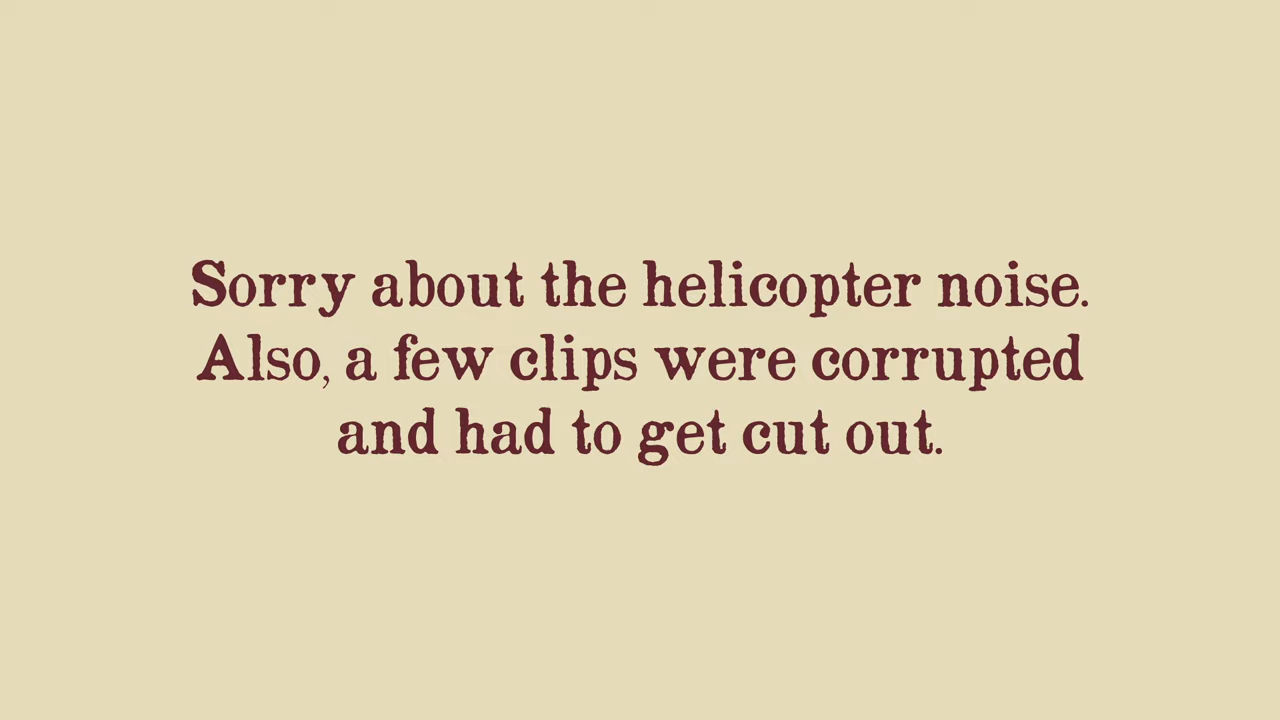 Sorry about the helicopter noise.
Also, a few clips were corrupted
and had to get cut out.